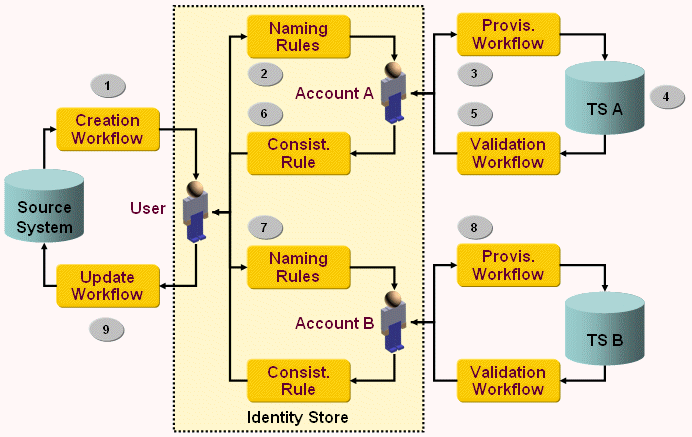 Naming
Rules
Provis.
Workflow
1
2
3
Account A
TS A
4
Creation
Workflow
6
5
Consist.
Rule
Validation
Workflow
Source
System
User
7
8
Naming
Rules
Provis.
Workflow
Update
Workflow
9
Account B
TS B
Consist.
Rule
Validation
Workflow
Identity Store